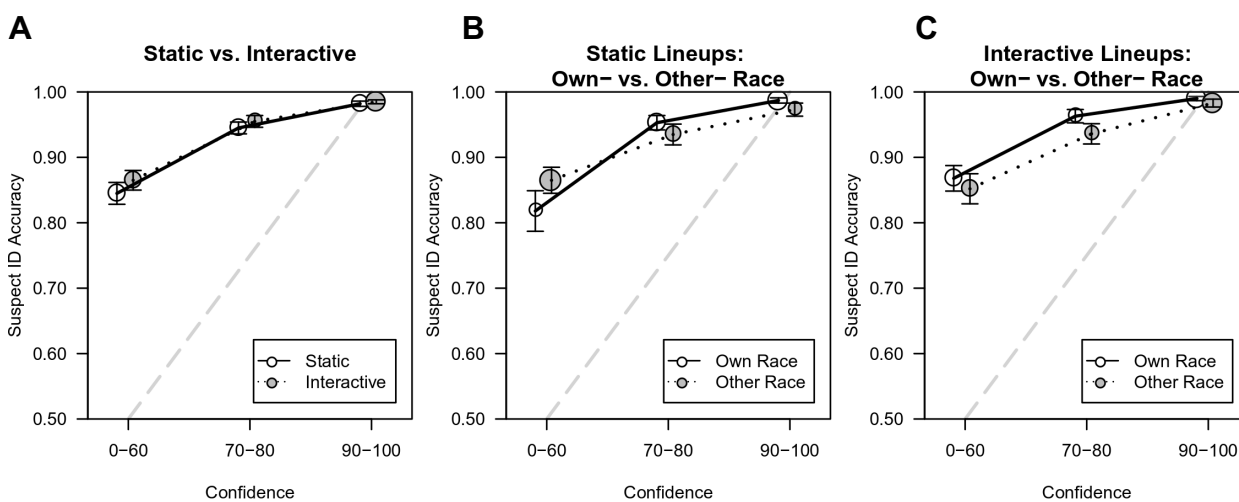 A
Static vs. Interactive
Suspect ID Accuracy
1.00
0.90
0.80
0.70
0.60
0.50
Static
Interactive
0−60
70−80
90−100
Confidence
B
Static Lineups:
Own− vs. Other− Race
Suspect ID Accuracy
1.00
0.90
0.80
0.70
0.60
0.50
Own Race
Other Race
0−60
70−80
90−100
Confidence
C
Interactive Lineups:
Own− vs. Other− Race
Suspect ID Accuracy
1.00
0.90
0.80
0.70
0.60
0.50
Own Race
Other Race
0−60
70−80
90−100
Confidence